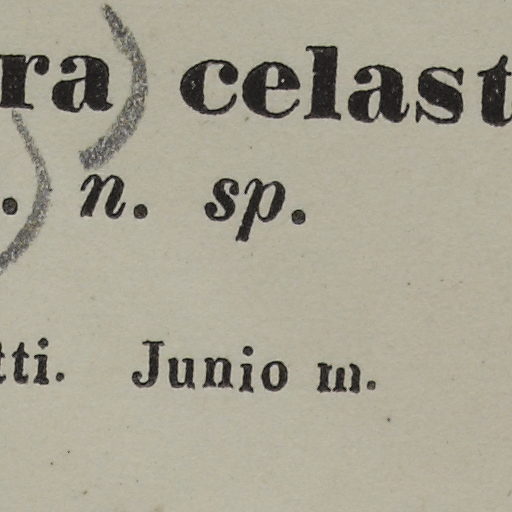 ra) celast
.) n. sp.
tti. Junio m.